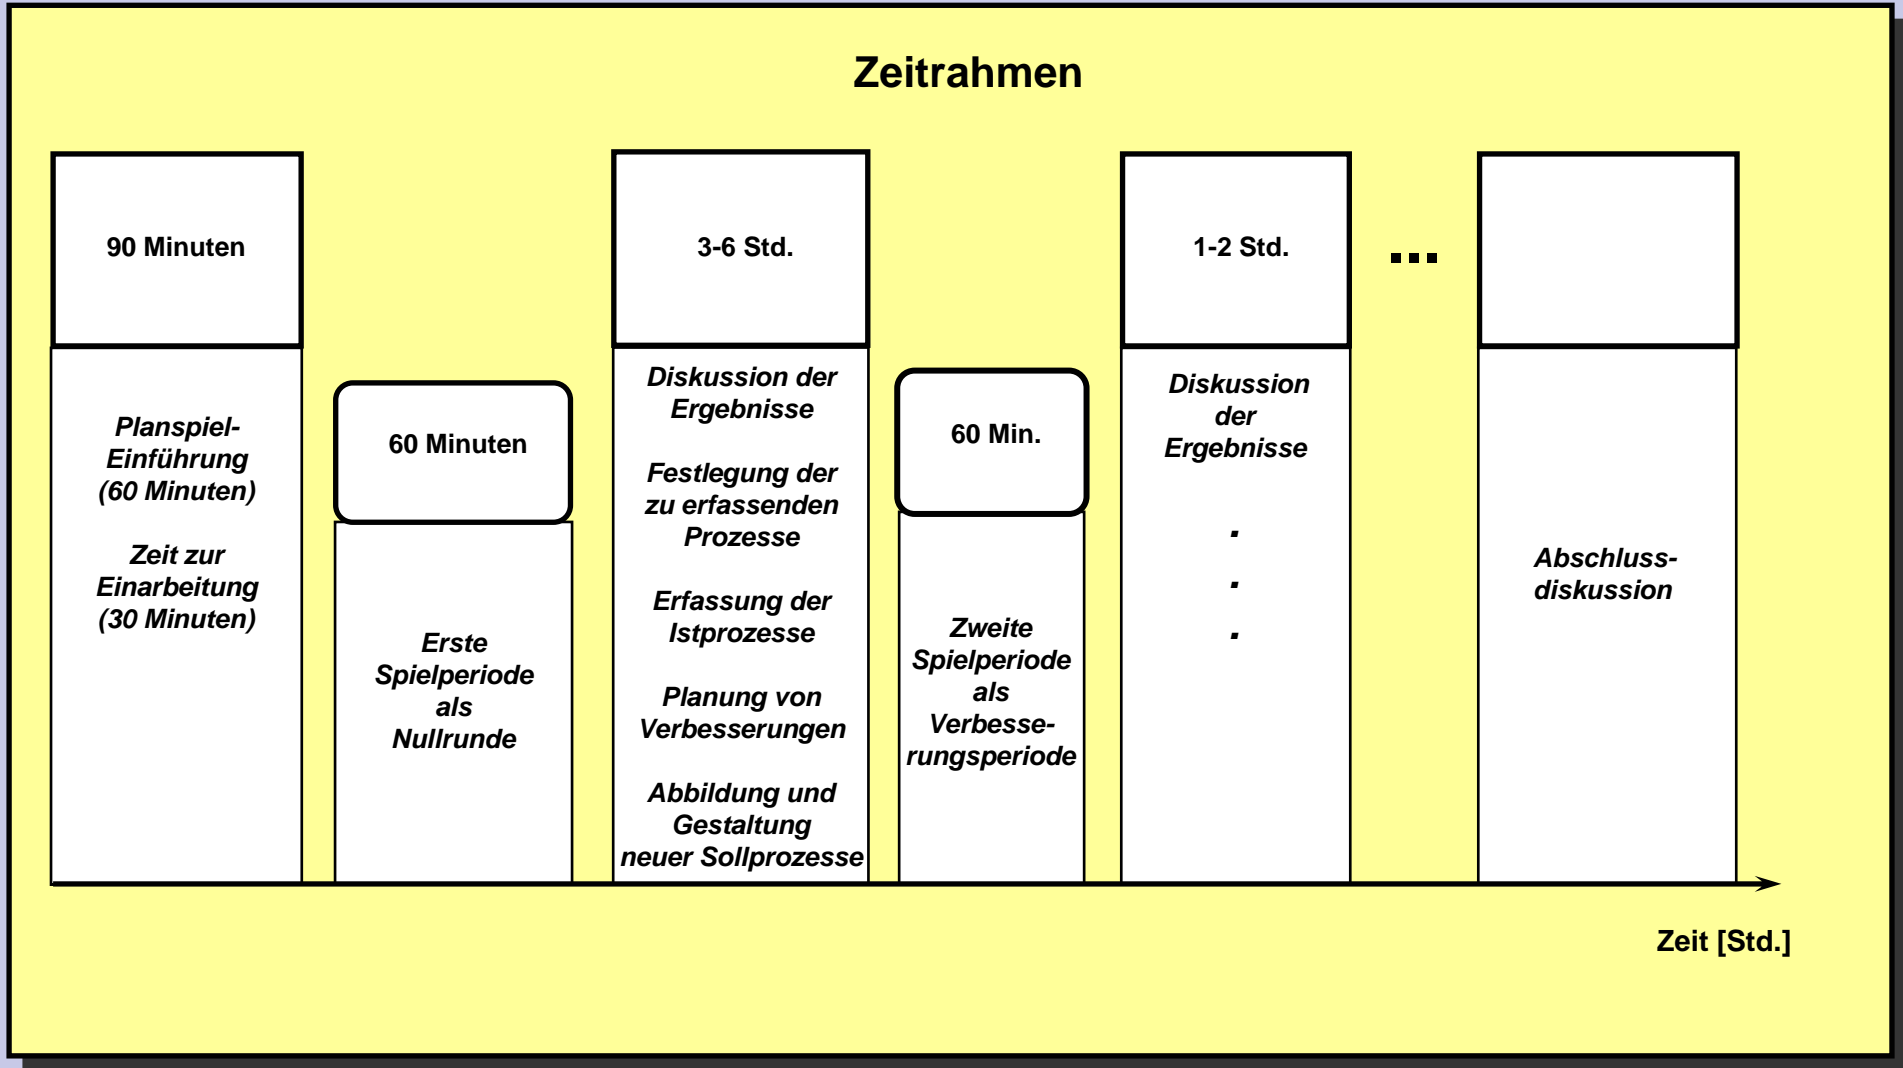 Zeitrahmen
90 Minuten
Planspiel-
Einführung
(60 Minuten)
Zeit zur
Einarbeitung
(30 Minuten)
60 Minuten
Erste
Spielperiode
als
Nullrunde
3-6 Std.
Diskussion der
Ergebnisse
Festlegung der
zu erfassenden
Prozesse
Erfassung der
Istprozesse
Planung von
Verbesserungen
Abbildung und
Gestaltung
neuer Sollprozesse
60 Min.
Zweite
Spielperiode
als
Verbesse-
rungsperiode
1-2 Std.
Diskussion
der
Ergebnisse
.
.
.
...
Abschluss-
diskussion
Zeit [Std.]